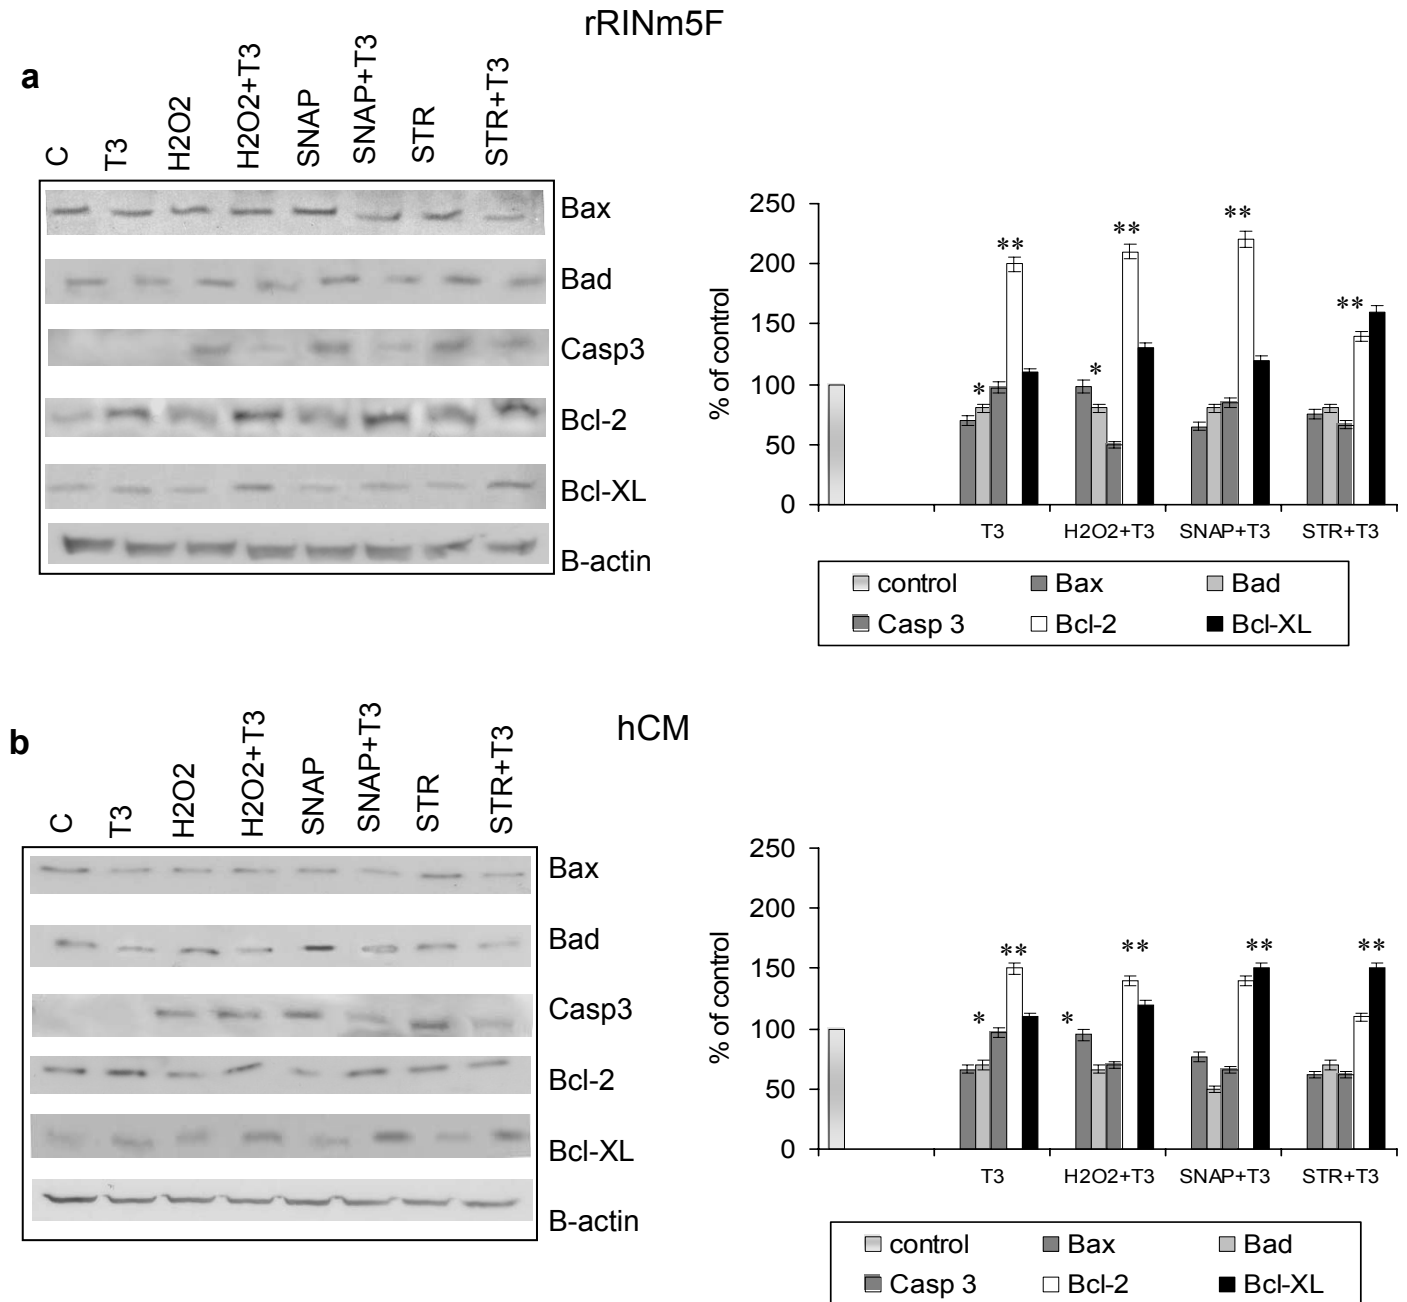 rRINm5F
a
C T3 H2O2 H2O2+T3 SNAP SNAP+T3 STR STR+T3
Bax
Bad
Casp3
Bcl-2
Bcl-XL
B-actin
% of control
250
200
150
100
50
0
* ** * ** ** **
T3 H2O2+T3 SNAP+T3 STR+T3
control Bax Bad
Casp 3 Bcl-2 Bcl-XL
hCM
b
C T3 H2O2 H2O2+T3 SNAP SNAP+T3 STR STR+T3
Bax
Bad
Casp3
Bcl-2
Bcl-XL
B-actin
% of control
250
200
150
100
50
0
* ** * ** ** **
T3 H2O2+T3 SNAP+T3 STR+T3
control Bax Bad
Casp 3 Bcl-2 Bcl-XL